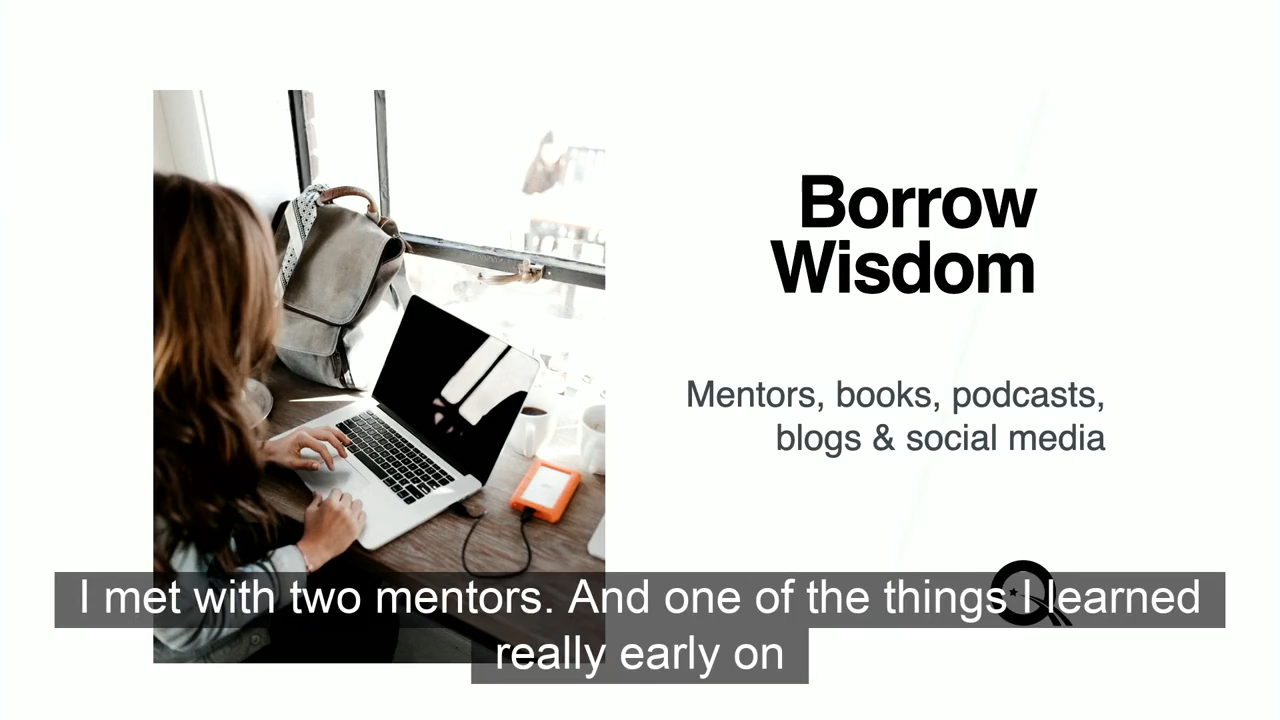 Borrow
Wisdom
Mentors, books, podcasts,
blogs & social media
I met with two mentors. And one of the things I learned
really early on